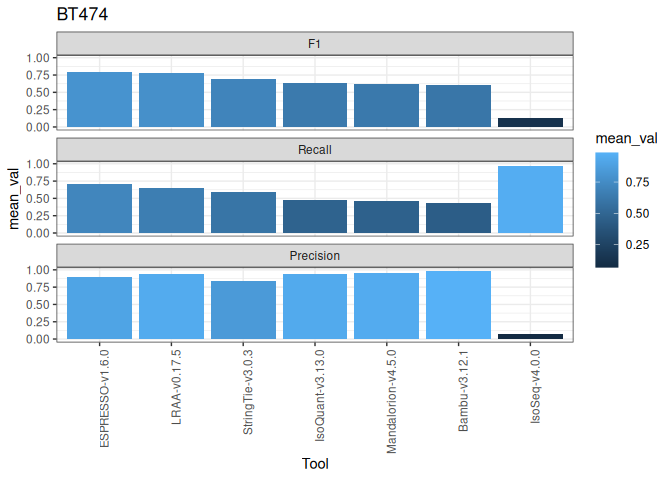 BT474
F1
1.00
0.75
0.50
0.25
0.00
Recall
1.00
0.75
0.50
0.25
0.00
Precision
1.00
0.75
0.50
0.25
0.00
mean_val
ESPRESSO-v1.6.0
LRAA-v0.17.5
StringTie-v3.0.3
IsoQuant-v3.13.0
Mandalorion-v4.5.0
Bambu-v3.12.1
IsoSeq-v4.0.0
Tool
mean_val
0.75
0.50
0.25